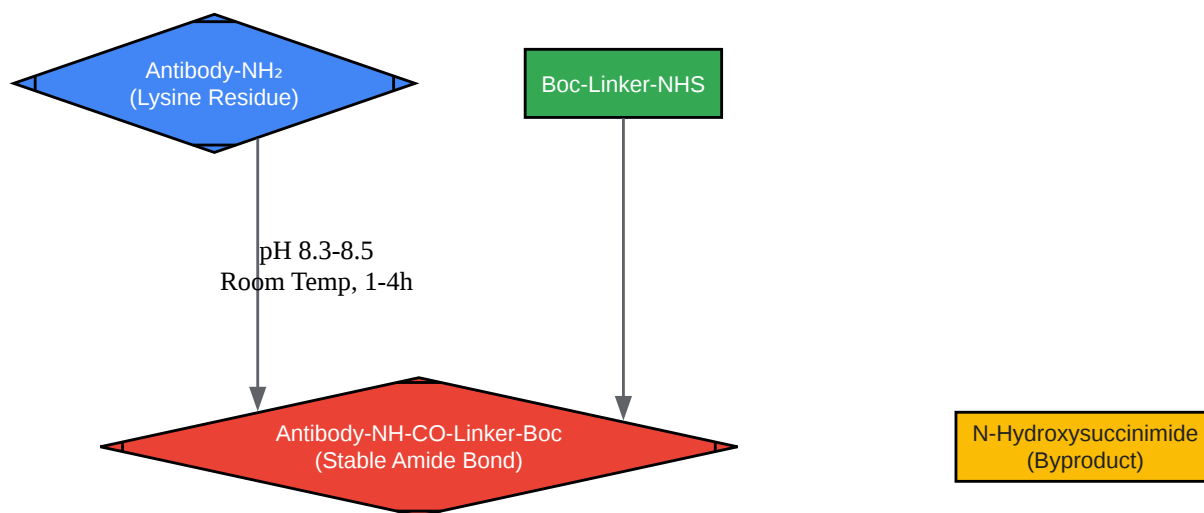 Antibody-NH₂
(Lysine Residue)
Boc-Linker-NHS
pH 8.3-8.5
Room Temp, 1-4h
Antibody-NH-CO-Linker-Boc
(Stable Amide Bond)
N-Hydroxysuccinimide
(Byproduct)